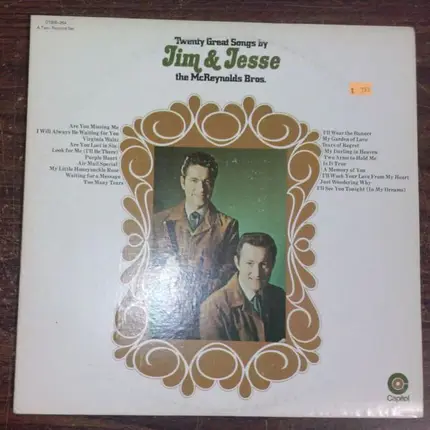 A Two-Record Set
Twenty Great Songs by
Jim & Jesse
the McReynolds Bros.
Are You Missing Me
I Will Always Be Waiting for You
Virginia Waltz
Are You Lost in Sin
Look for Me (I'll Be There)
Purple Heart
Air Mail Special
My Little Honeysuckle Rose
Waiting for a Message
Too Many Tears
I'll Wear the Banner
My Garden of Love
Tears of Regret
My Darling in Heaven
Two Arms to Hold Me
Is It True
A Memory of You
I'll Wash Your Love From My Heart
Just Wondering Why
I'll See You Tonight (In My Dreams)
Capitol